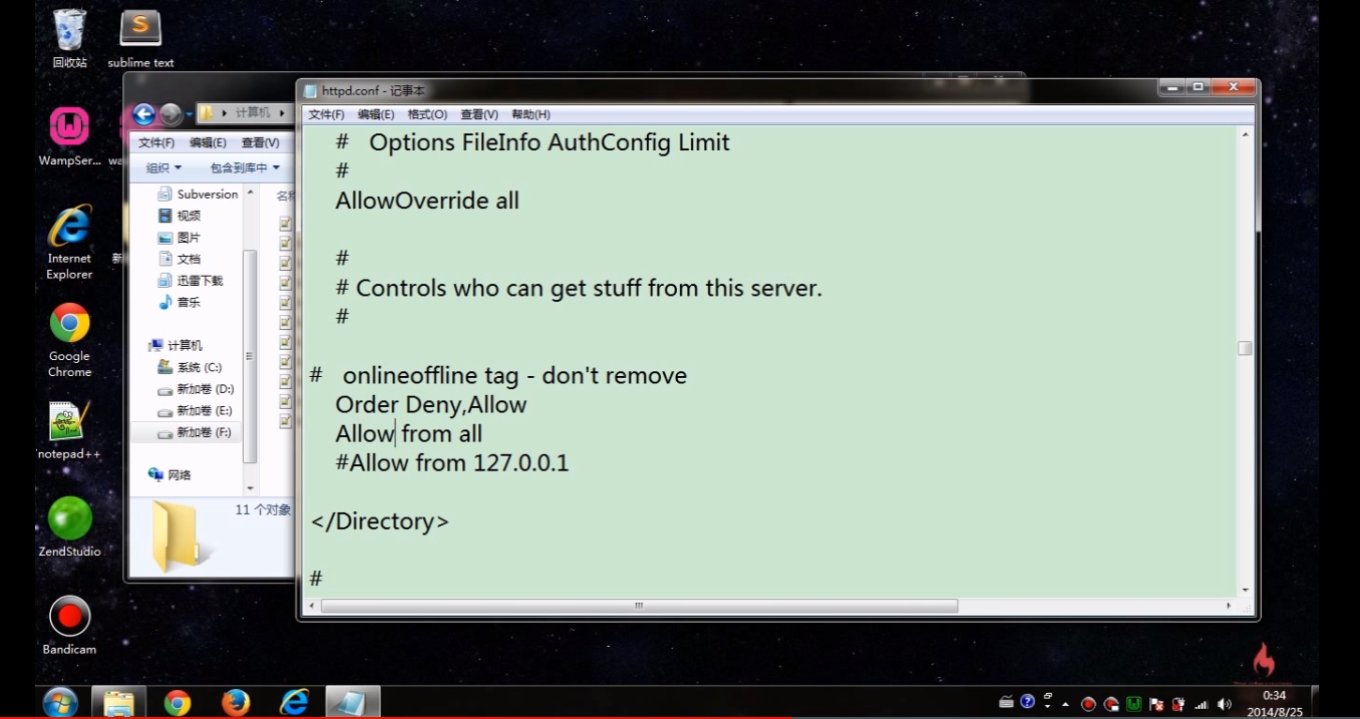 回收站
sublime text
WampSer...
wa
Internet
Explorer
新
Google
Chrome
notepad++
ZendStudio
Bandicam
计算机
文件(F) 编辑(E) 查看(V)
组织 包含到库中
Subversion
视频
图片
文档
迅雷下载
音乐
计算机
系统 (C:)
新加卷 (D:)
新加卷 (E:)
新加卷 (F:)
网络
11 个对象
httpd.conf - 记事本
文件(F) 编辑(E) 格式(O) 查看(V) 帮助(H)
# Options FileInfo AuthConfig Limit
#
AllowOverride all
#
# Controls who can get stuff from this server.
#
# onlineoffline tag - don't remove
Order Deny,Allow
Allow from all
#Allow from 127.0.0.1
</Directory>
#
0:34
2014/8/25